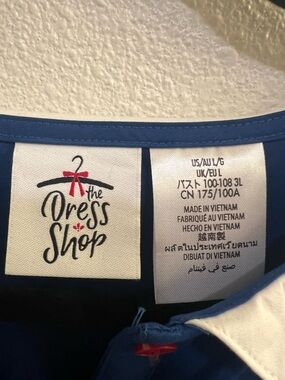 the
Dress
Shop
US/AU L/G
UK/EU L
バスト 100-108 3L
CN 175/100A
MADE IN VIETNAM
FABRIQUÉ AU VIETNAM
HECHO EN VIETNAM
越南製
ผลิตในประเทศเวียดนาม
DIBUAT DI VIETNAM
صنع في فيتنام